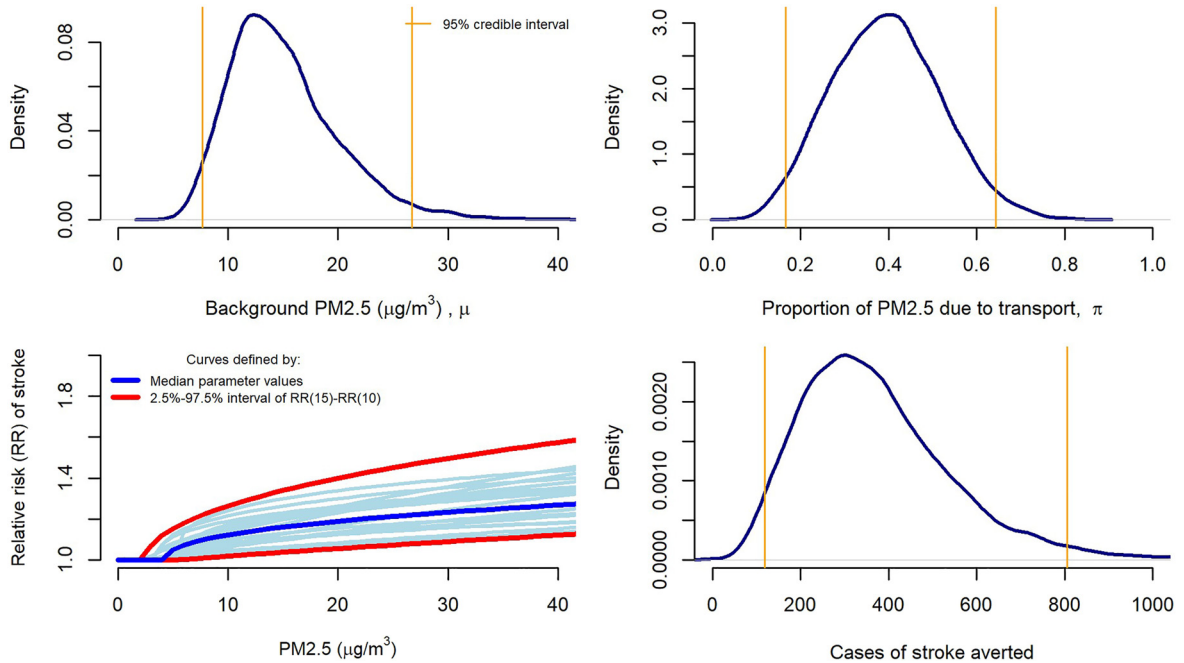 95% credible interval
Density
0.00 0.04 0.08
0 10 20 30 40
Background PM2.5 (μg/m³) , μ
Density
0.0 1.0 2.0 3.0
0.0 0.2 0.4 0.6 0.8 1.0
Proportion of PM2.5 due to transport, π
Curves defined by:
Median parameter values
2.5%-97.5% interval of RR(15)-RR(10)
Relative risk (RR) of stroke
1.0 1.4 1.8
0 10 20 30 40
PM2.5 (μg/m³)
Density
0.0000 0.0010 0.0020
0 200 400 600 800 1000
Cases of stroke averted